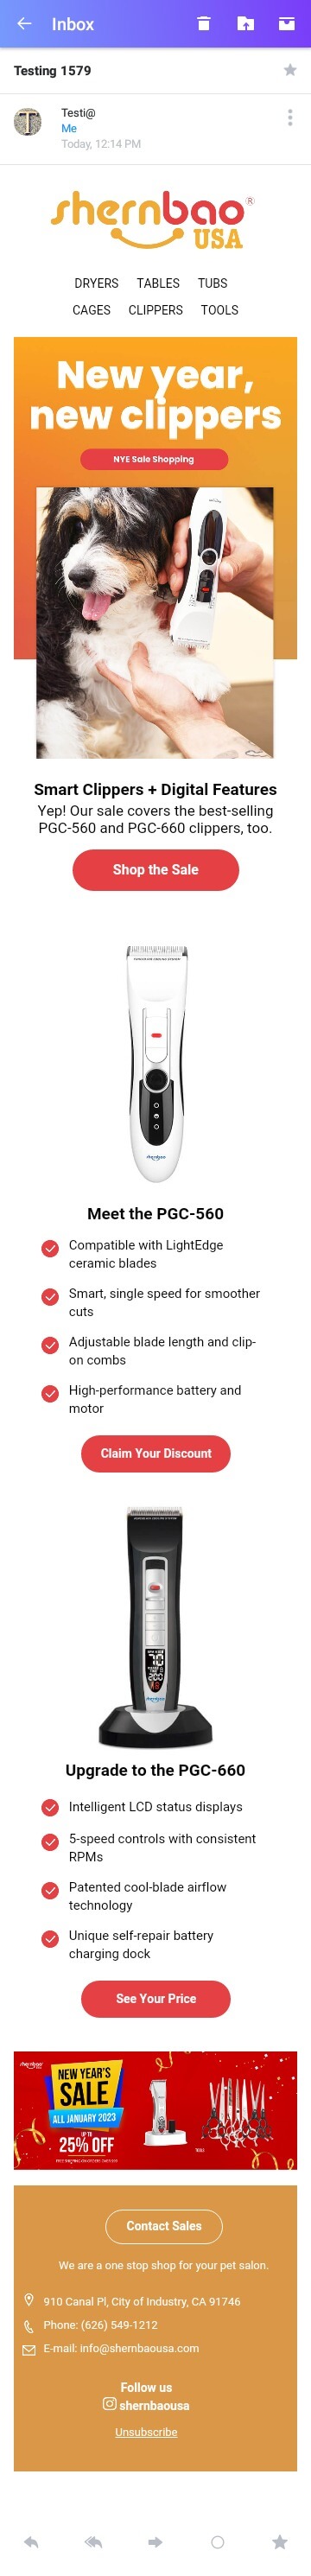 Inbox
Testing 1579
T
Testi@
Me
Today, 12:14 PM
shernbao®
USA
DRYERS TABLES TUBS
CAGES CLIPPERS TOOLS
New year,
new clippers
NYE Sale Shopping
Smart Clippers + Digital Features
Yep! Our sale covers the best-selling
PGC-560 and PGC-660 clippers, too.
Shop the Sale
shernbao
Meet the PGC-560
Compatible with LightEdge
ceramic blades
Smart, single speed for smoother
cuts
Adjustable blade length and clip-
on combs
High-performance battery and
motor
Claim Your Discount
shernbao
Upgrade to the PGC-660
Intelligent LCD status displays
5-speed controls with consistent
RPMs
Patented cool-blade airflow
technology
Unique self-repair battery
charging dock
See Your Price
shernbao
NEW YEAR'S
SALE
ALL JANUARY 2023
UP TO
25% OFF
Contact Sales
We are a one stop shop for your pet salon.
910 Canal Pl, City of Industry, CA 91746
Phone: (626) 549-1212
E-mail: info@shernbaousa.com
Follow us
shernbaousa
Unsubscribe